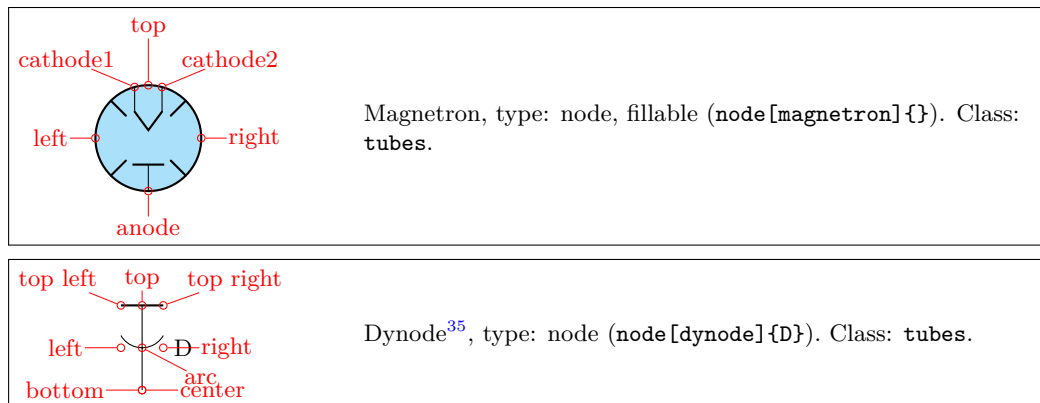 top
cathode1 cathode2
left right
anode
Magnetron, type: node, fillable (node[magnetron]{}). Class:
tubes.
top left top top right
left D right
arc
bottom center
Dynode35, type: node (node[dynode]{D}). Class: tubes.